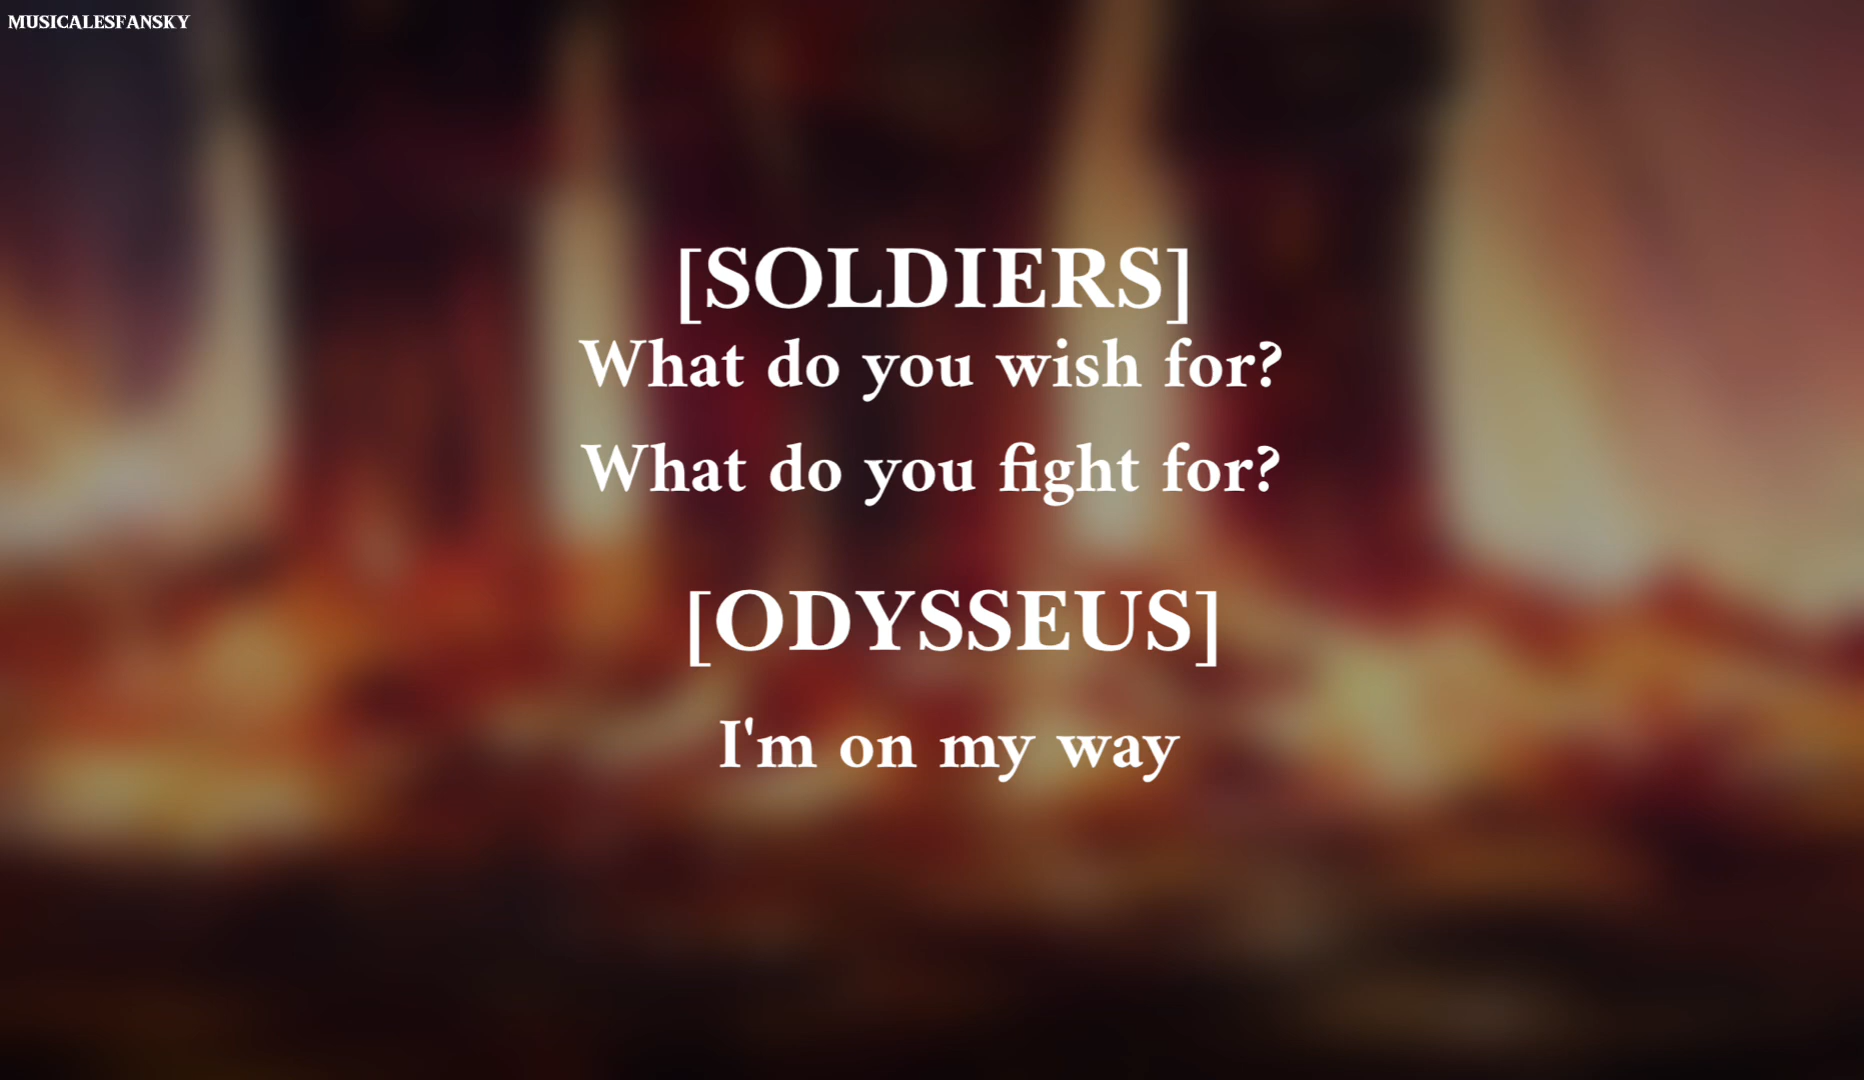 MUSICALESFANSKY
[SOLDIERS]
What do you wish for?
What do you fight for?
[ODYSSEUS]
I'm on my way